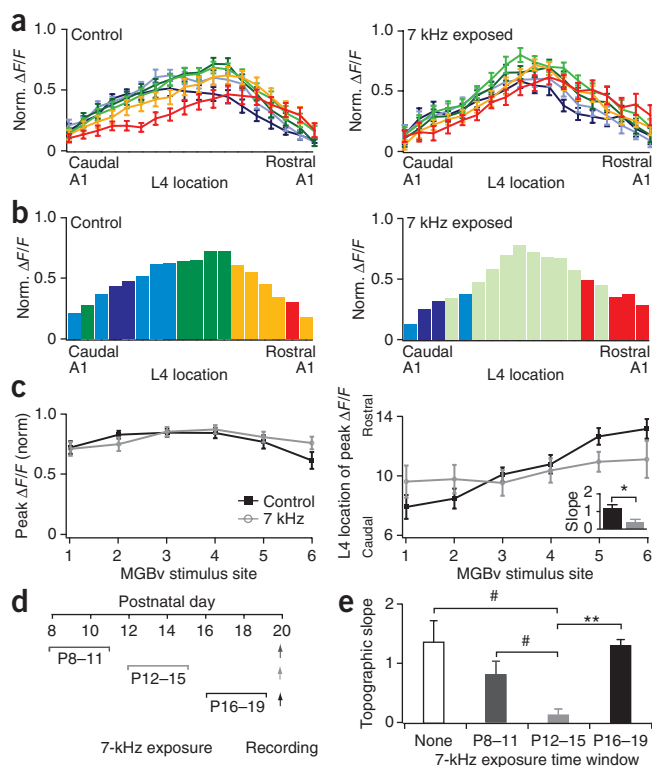 a
Control
Norm. ΔF/F
1.0
0.5
0
Caudal
A1
L4 location
Rostral
A1
7 kHz exposed
Norm. ΔF/F
1.0
0.5
0
Caudal
A1
L4 location
Rostral
A1
b
Control
Norm. ΔF/F
1.0
0.5
0
Caudal
A1
L4 location
Rostral
A1
7 kHz exposed
Norm. ΔF/F
1.0
0.5
0
Caudal
A1
L4 location
Rostral
A1
c
Peak ΔF/F (norm)
1.0
0.5
0
Control
7 kHz
1 2 3 4 5 6
MGBv stimulus site
L4 location of peak ΔF/F
Rostral
Caudal
14
12
10
8
6
Slope
2
1
0
*
1 2 3 4 5 6
MGBv stimulus site
d
Postnatal day
8 10 12 14 16 18 20
P8–11
P12–15
P16–19
7-kHz exposure
Recording
e
Topographic slope
2
1
0
#
#
**
None P8–11 P12–15 P16–19
7-kHz exposure time window